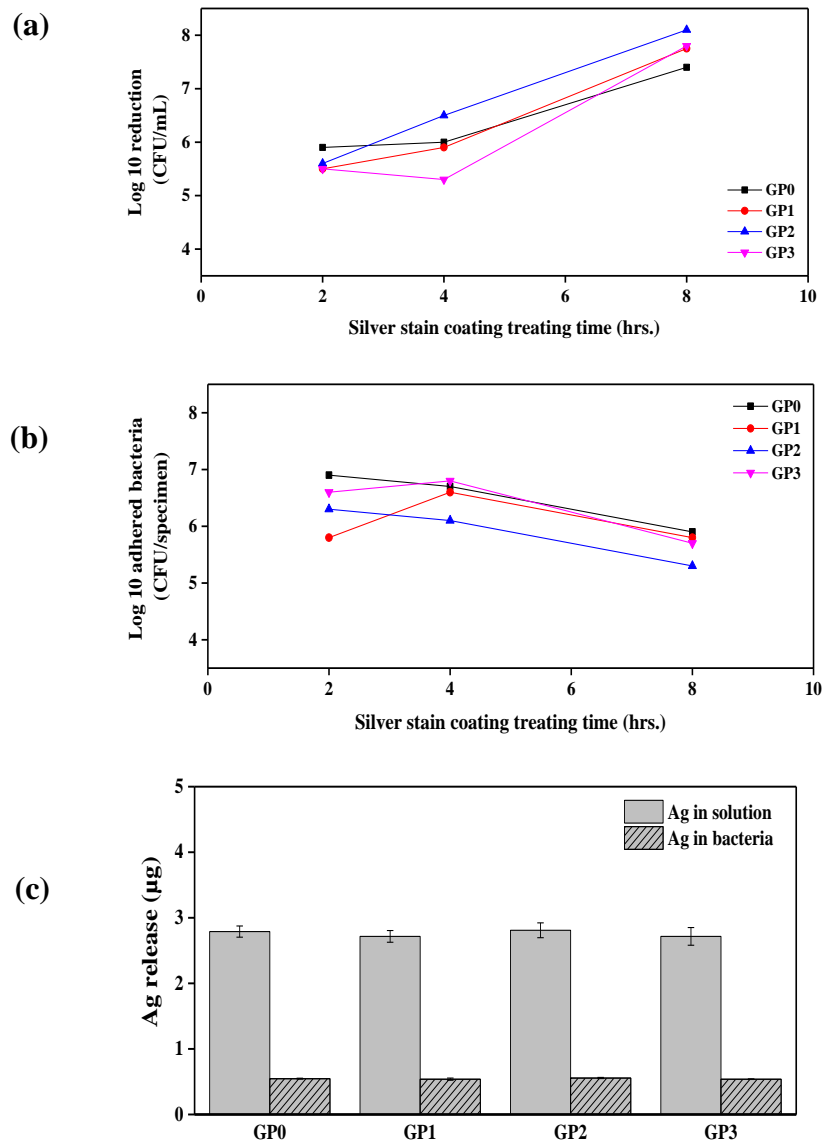 (a)
Log 10 reduction
(CFU/mL)
8
7
6
5
4
GP0
GP1
GP2
GP3
0 2 4 6 8 10
Silver stain coating treating time (hrs.)
(b)
Log 10 adhered bacteria
(CFU/specimen)
8
7
6
5
4
GP0
GP1
GP2
GP3
0 2 4 6 8 10
Silver stain coating treating time (hrs.)
(c)
Ag release (µg)
5
4
3
2
1
0
Ag in solution
Ag in bacteria
GP0 GP1 GP2 GP3